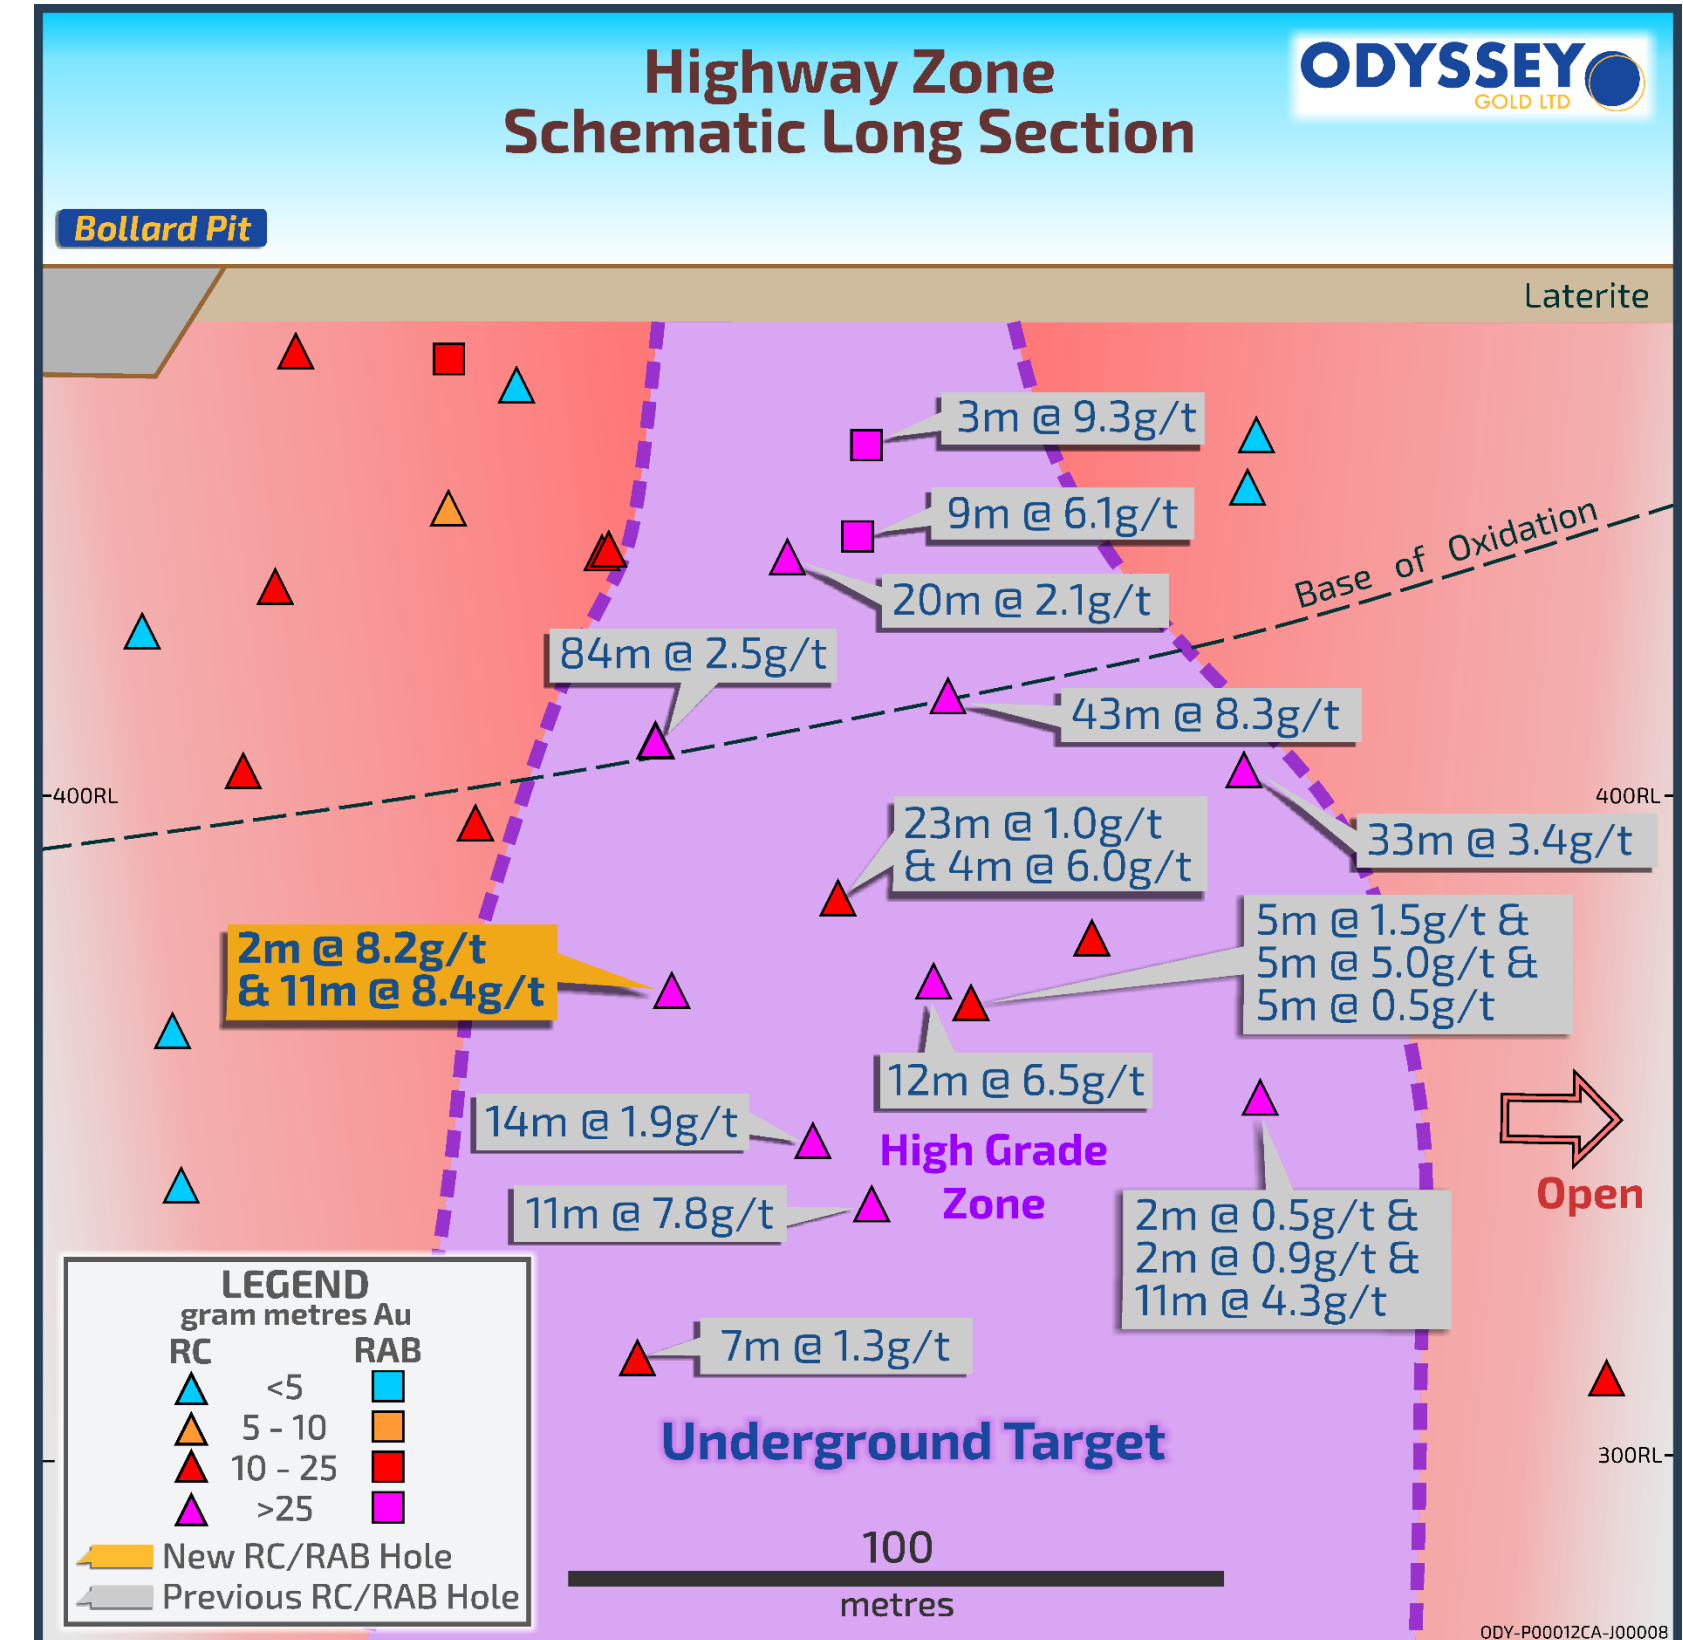 Highway Zone
Schematic Long Section
ODYSSEY
GOLD LTD
Bollard Pit
Laterite
3m @ 9.3g/t
9m @ 6.1g/t
Base of Oxidation
20m @ 2.1g/t
84m @ 2.5g/t
43m @ 8.3g/t
400RL
400RL
23m @ 1.0g/t
& 4m @ 6.0g/t
33m @ 3.4g/t
2m @ 8.2g/t
& 11m @ 8.4g/t
5m @ 1.5g/t &
5m @ 5.0g/t &
5m @ 0.5g/t
12m @ 6.5g/t
14m @ 1.9g/t
High Grade
Zone
11m @ 7.8g/t
Open
2m @ 0.5g/t &
2m @ 0.9g/t &
11m @ 4.3g/t
7m @ 1.3g/t
Underground Target
300RL
LEGEND
gram metres Au
RC RAB
<5
5 - 10
10 - 25
>25
New RC/RAB Hole
Previous RC/RAB Hole
100
metres
ODY-P00012CA-J00008